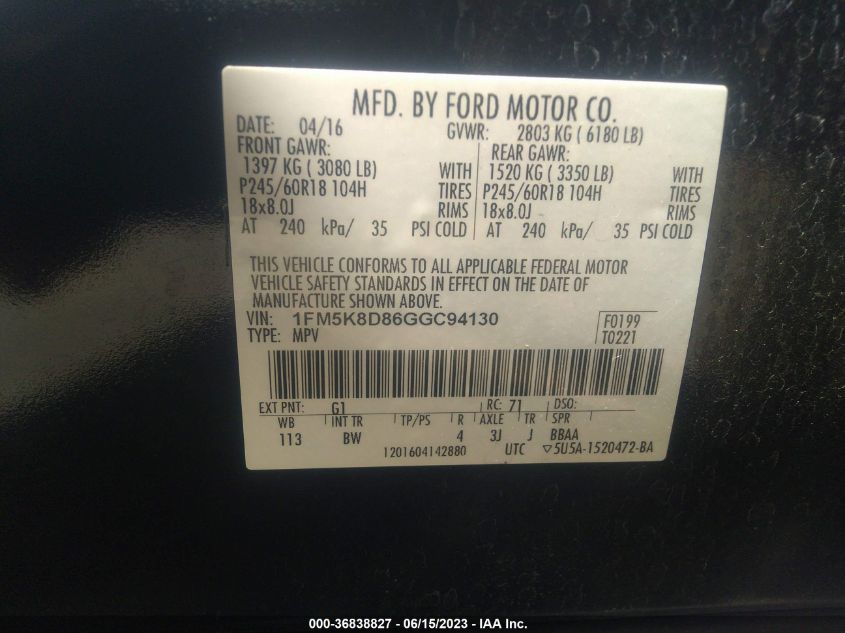 MFD. BY FORD MOTOR CO.
DATE: 04/16 GVWR: 2803 KG ( 6180 LB)
FRONT GAWR: REAR GAWR:
1397 KG ( 3080 LB) WITH 1520 KG ( 3350 LB) WITH
P245/60R18 104H TIRES P245/60R18 104H TIRES
18x8.0J RIMS 18x8.0J RIMS
AT 240 kPa/ 35 PSI COLD AT 240 kPa/ 35 PSI COLD
THIS VEHICLE CONFORMS TO ALL APPLICABLE FEDERAL MOTOR
VEHICLE SAFETY STANDARDS IN EFFECT ON THE DATE OF
MANUFACTURE SHOWN ABOVE.
VIN: 1FM5K8D86GGC94130 F0199
TYPE: MPV T0221
EXT PNT: G1 RC: 71 DSO:
WB INT TR TP/PS R AXLE TR SPR
113 BW 4 3J J BBAA
1201604142880 UTC ▽5U5A-1520472-BA
000-36838827 - 06/15/2023 - IAA Inc.